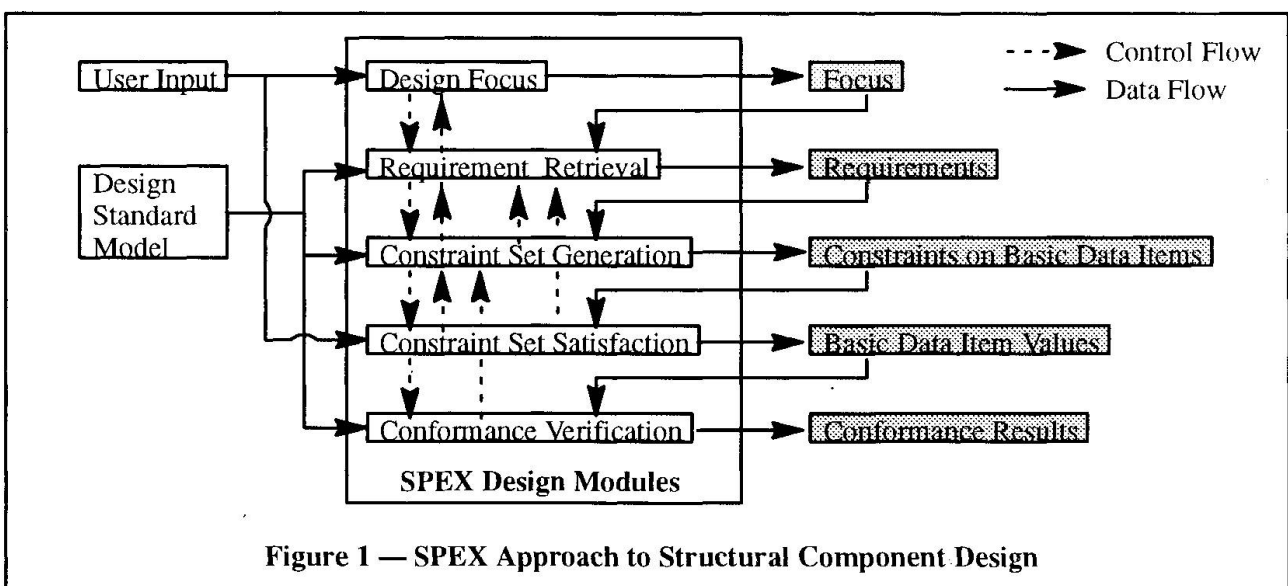 Control Flow
Data Flow
User Input
Design Focus
Focus
Requirement Retrieval
Requirements
Design
Standard
Model
Constraint Set Generation
Constraints on Basic Data Items
Constraint Set Satisfaction
Basic Data Item Values
Conformance Verification
Conformance Results
SPEX Design Modules
Figure 1 — SPEX Approach to Structural Component Design